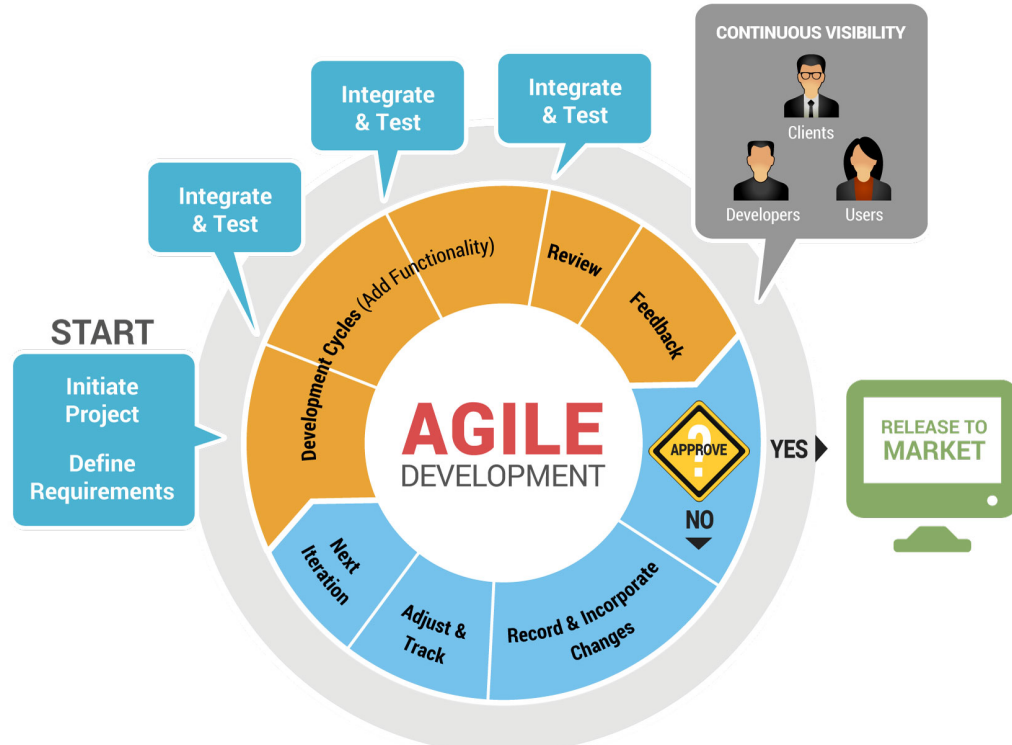 START
Initiate
Project
Define
Requirements
Integrate
& Test
Integrate
& Test
Integrate
& Test
CONTINUOUS VISIBILITY
Clients
Developers
Users
Development Cycles (Add Functionality)
Review
Feedback
?
APPROVE
YES
NO
RELEASE TO
MARKET
Record & Incorporate
Changes
Adjust &
Track
Next
Iteration
AGILE
DEVELOPMENT